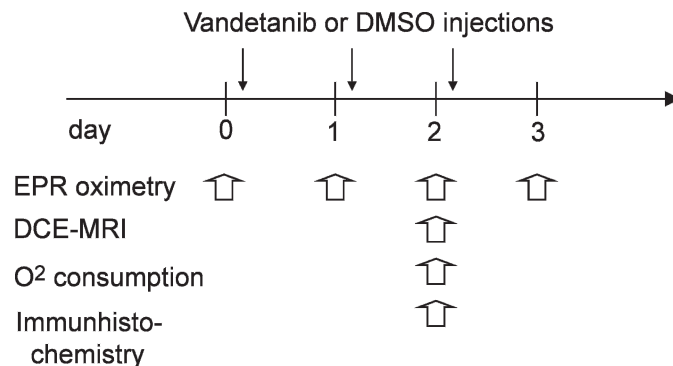 Vandetanib or DMSO injections
day 0 1 2 3
EPR oximetry
DCE-MRI
O2 consumption
Immunhisto-
chemistry